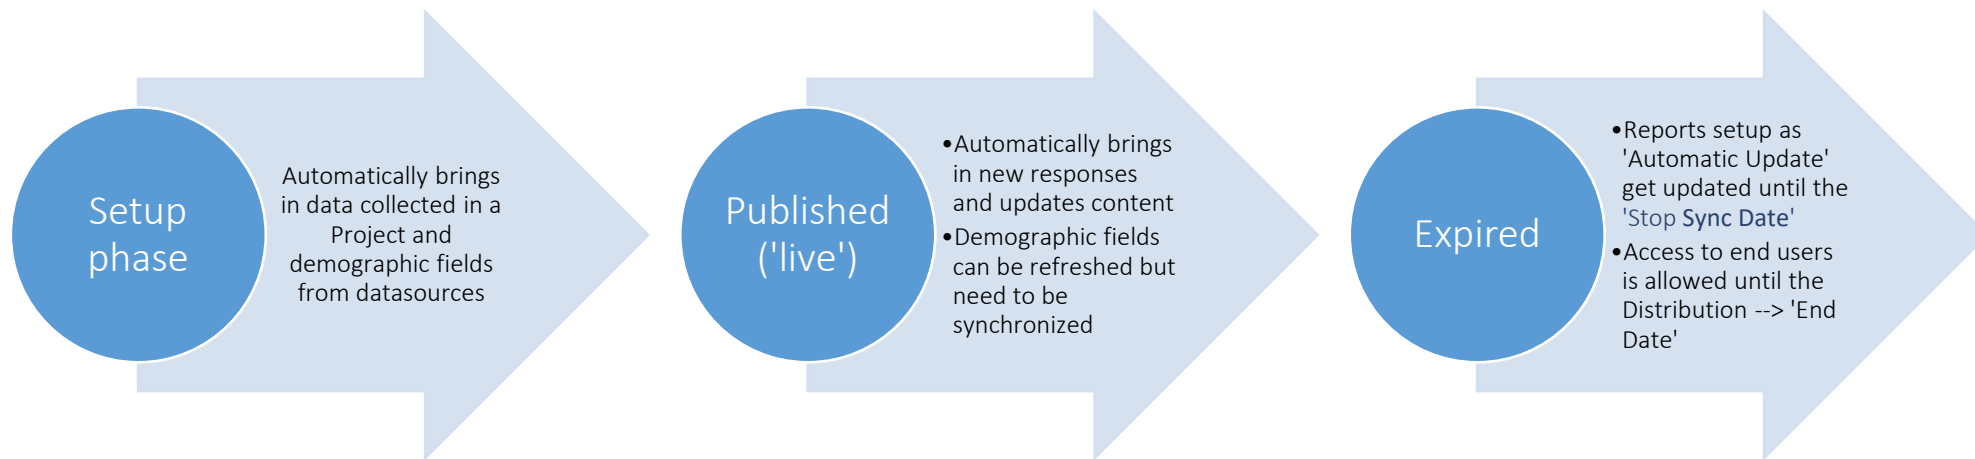 Setup
phase
Automatically brings
in data collected in a
Project and
demographic fields
from datasources
Published
('live')
•Automatically brings
in new responses
and updates content
•Demographic fields
can be refreshed but
need to be
synchronized
Expired
•Reports setup as
'Automatic Update'
get updated until the
'Stop Sync Date'
•Access to end users
is allowed until the
Distribution --> 'End
Date'